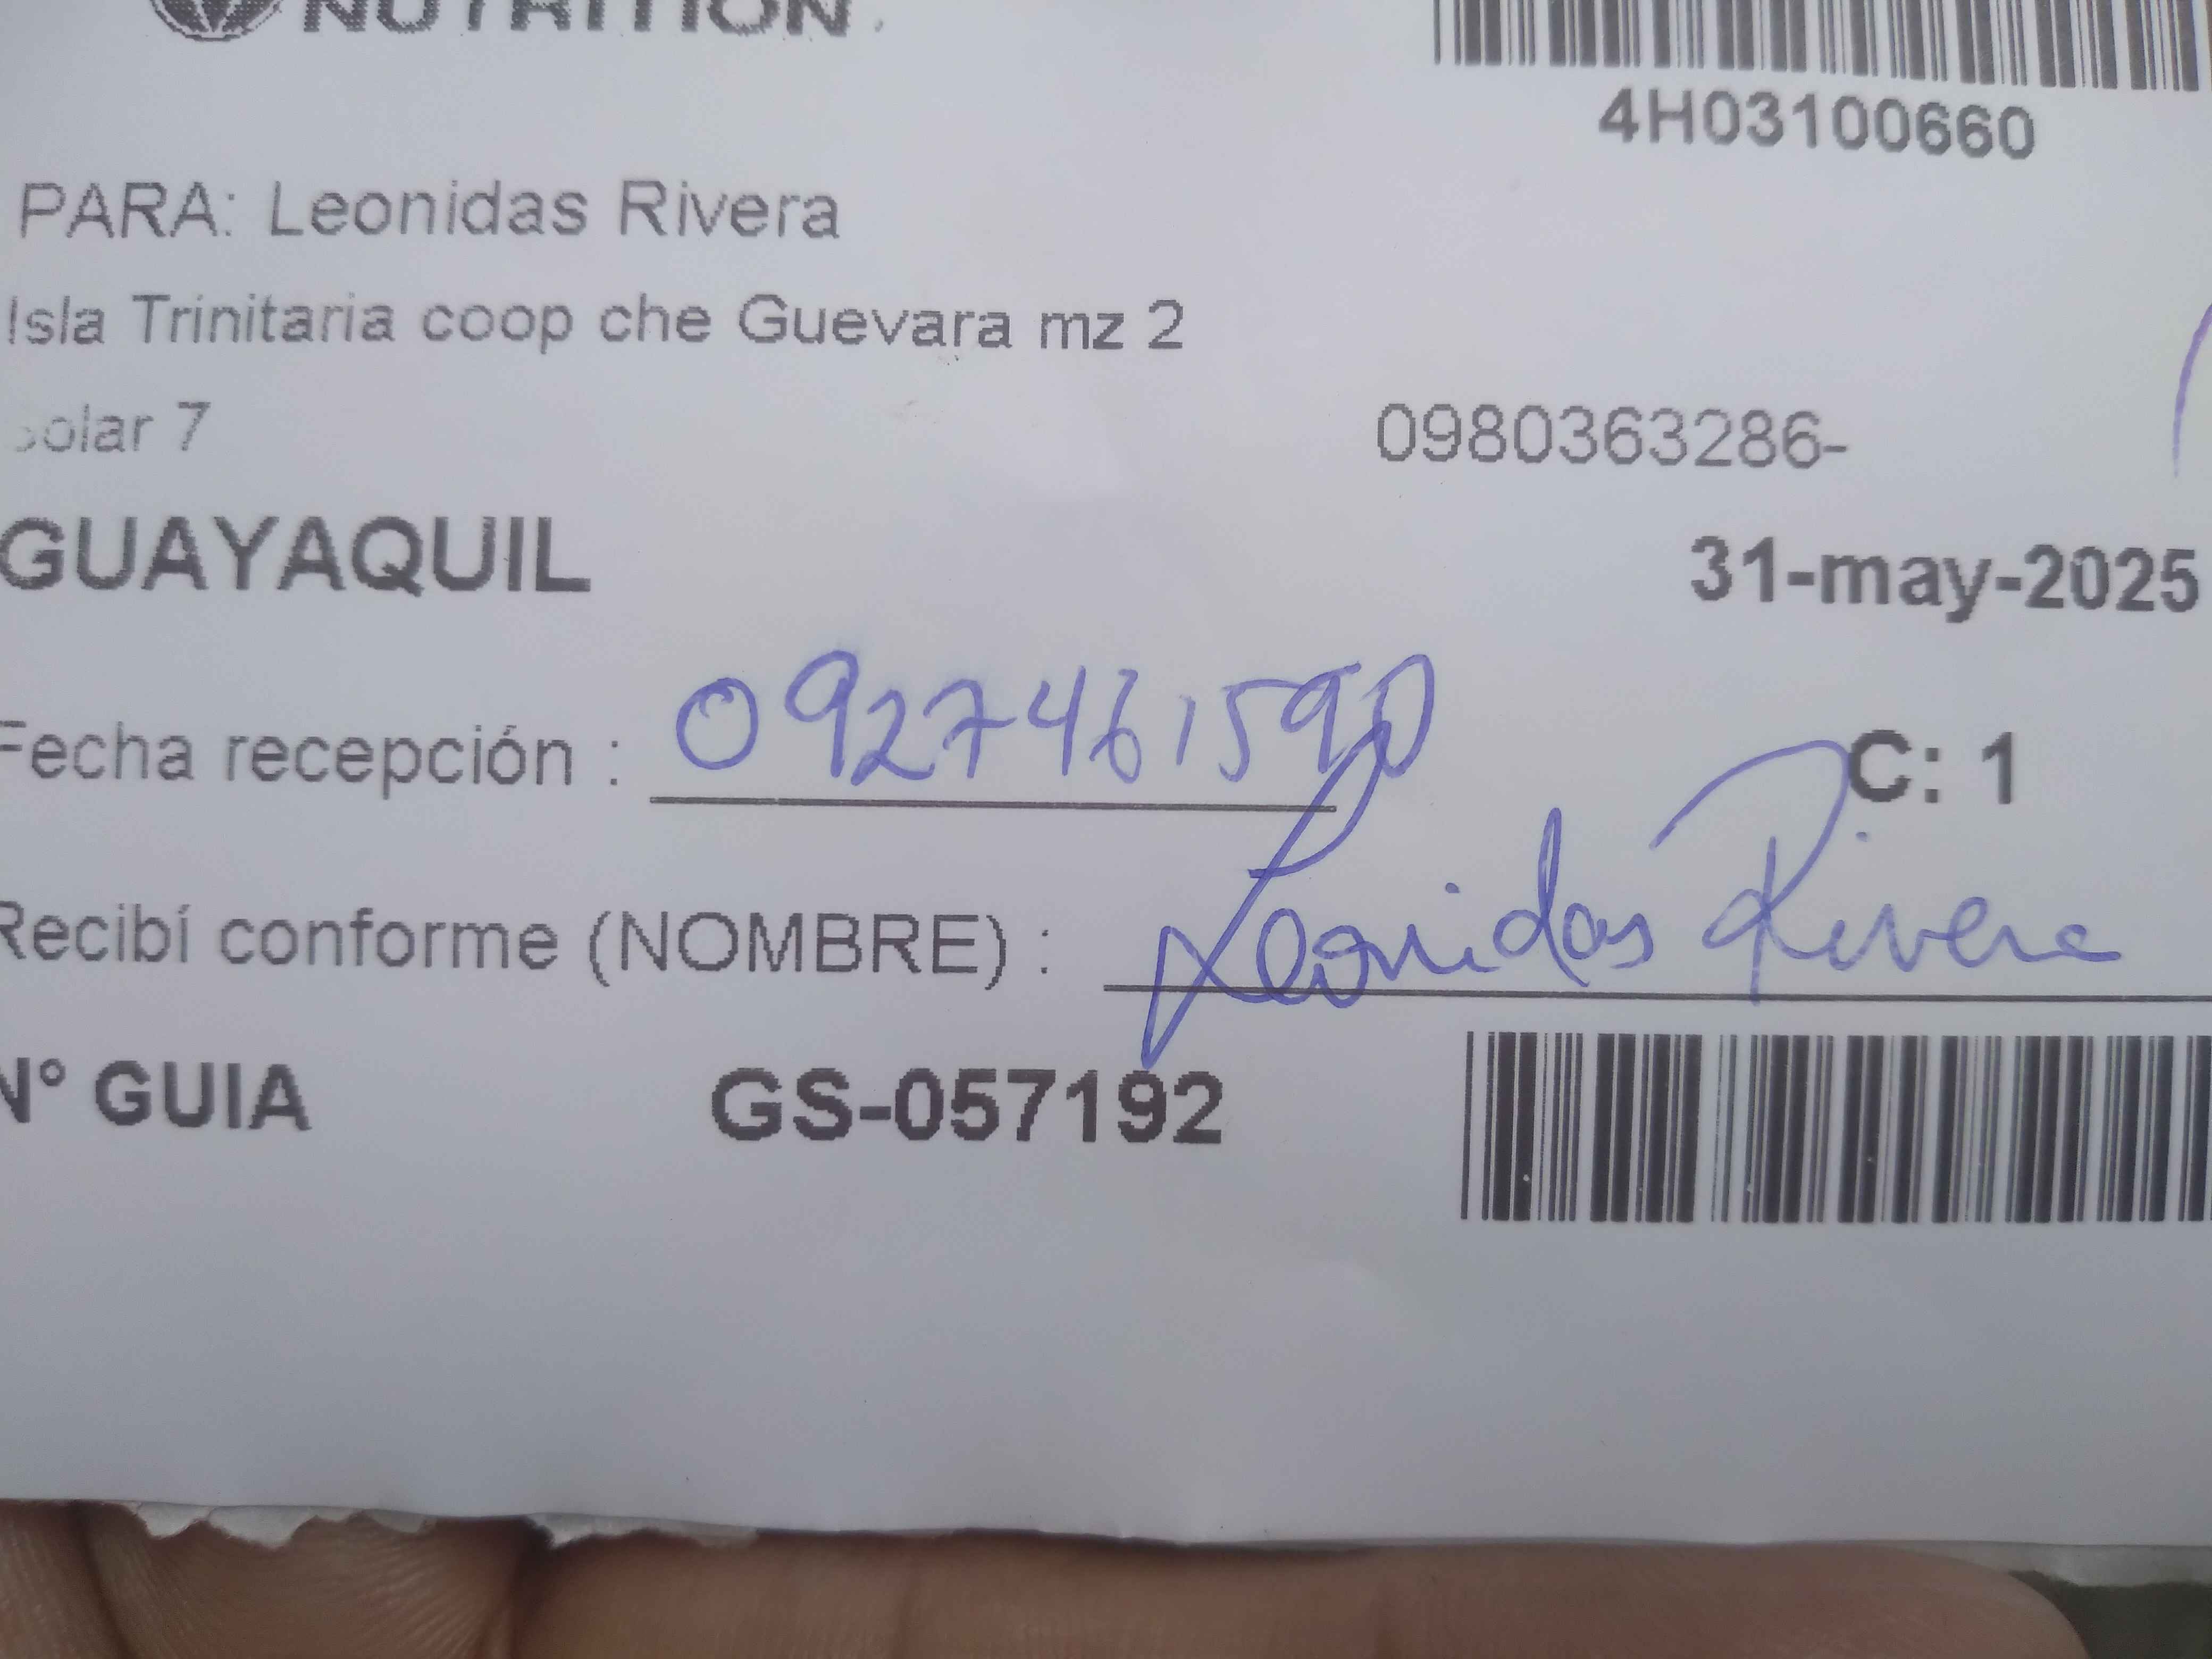 NUTRITION
4H03100660
PARA: Leonidas Rivera
Isla Trinitaria coop che Guevara mz 2
solar 7
0980363286-
GUAYAQUIL
31-may-2025
Fecha recepción : 0927461590
C: 1
Recibí conforme (NOMBRE) : Leonidas Rivera
N° GUIA GS-057192